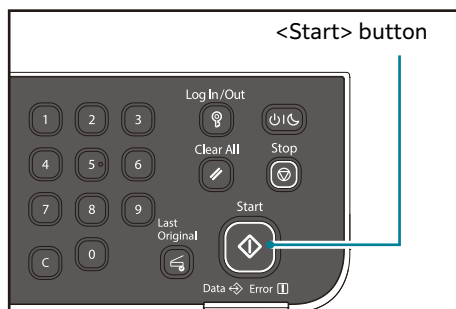 <Start> button
Log In/Out
1 2 3
Clear All Stop
4 5 6
7 8 9
Start
Last
Original
C 0
Data Error